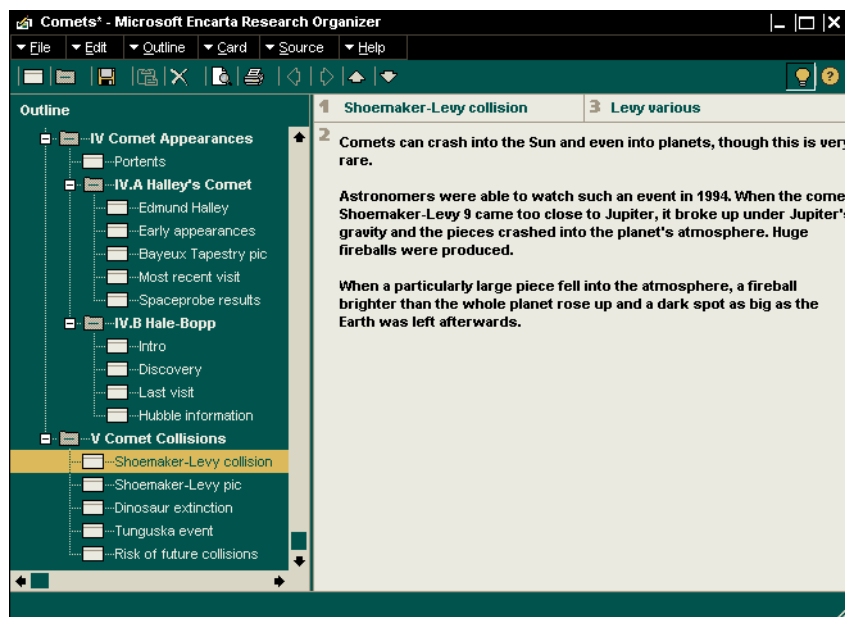 Comets* - Microsoft Encarta Research Organizer
File Edit Outline Card Source Help
Outline
1 Shoemaker-Levy collision 3 Levy various
2
IV Comet Appearances
Portents
IV.A Halley's Comet
Edmund Halley
Early appearances
Bayeux Tapestry pic
Most recent visit
Spaceprobe results
IV.B Hale-Bopp
Intro
Discovery
Last visit
Hubble information
V Comet Collisions
Shoemaker-Levy collision
Shoemaker-Levy pic
Dinosaur extinction
Tunguska event
Risk of future collisions
Comets can crash into the Sun and even into planets, though this is very
rare.
Astronomers were able to watch such an event in 1994. When the come
Shoemaker-Levy 9 came too close to Jupiter, it broke up under Jupiter's
gravity and the pieces crashed into the planet's atmosphere. Huge
fireballs were produced.
When a particularly large piece fell into the atmosphere, a fireball
brighter than the whole planet rose up and a dark spot as big as the
Earth was left afterwards.